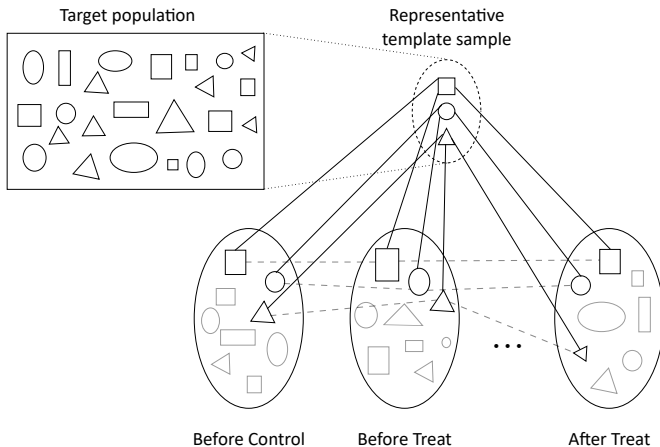 Target population
Representative
template sample
...
Before Control
Before Treat
After Treat